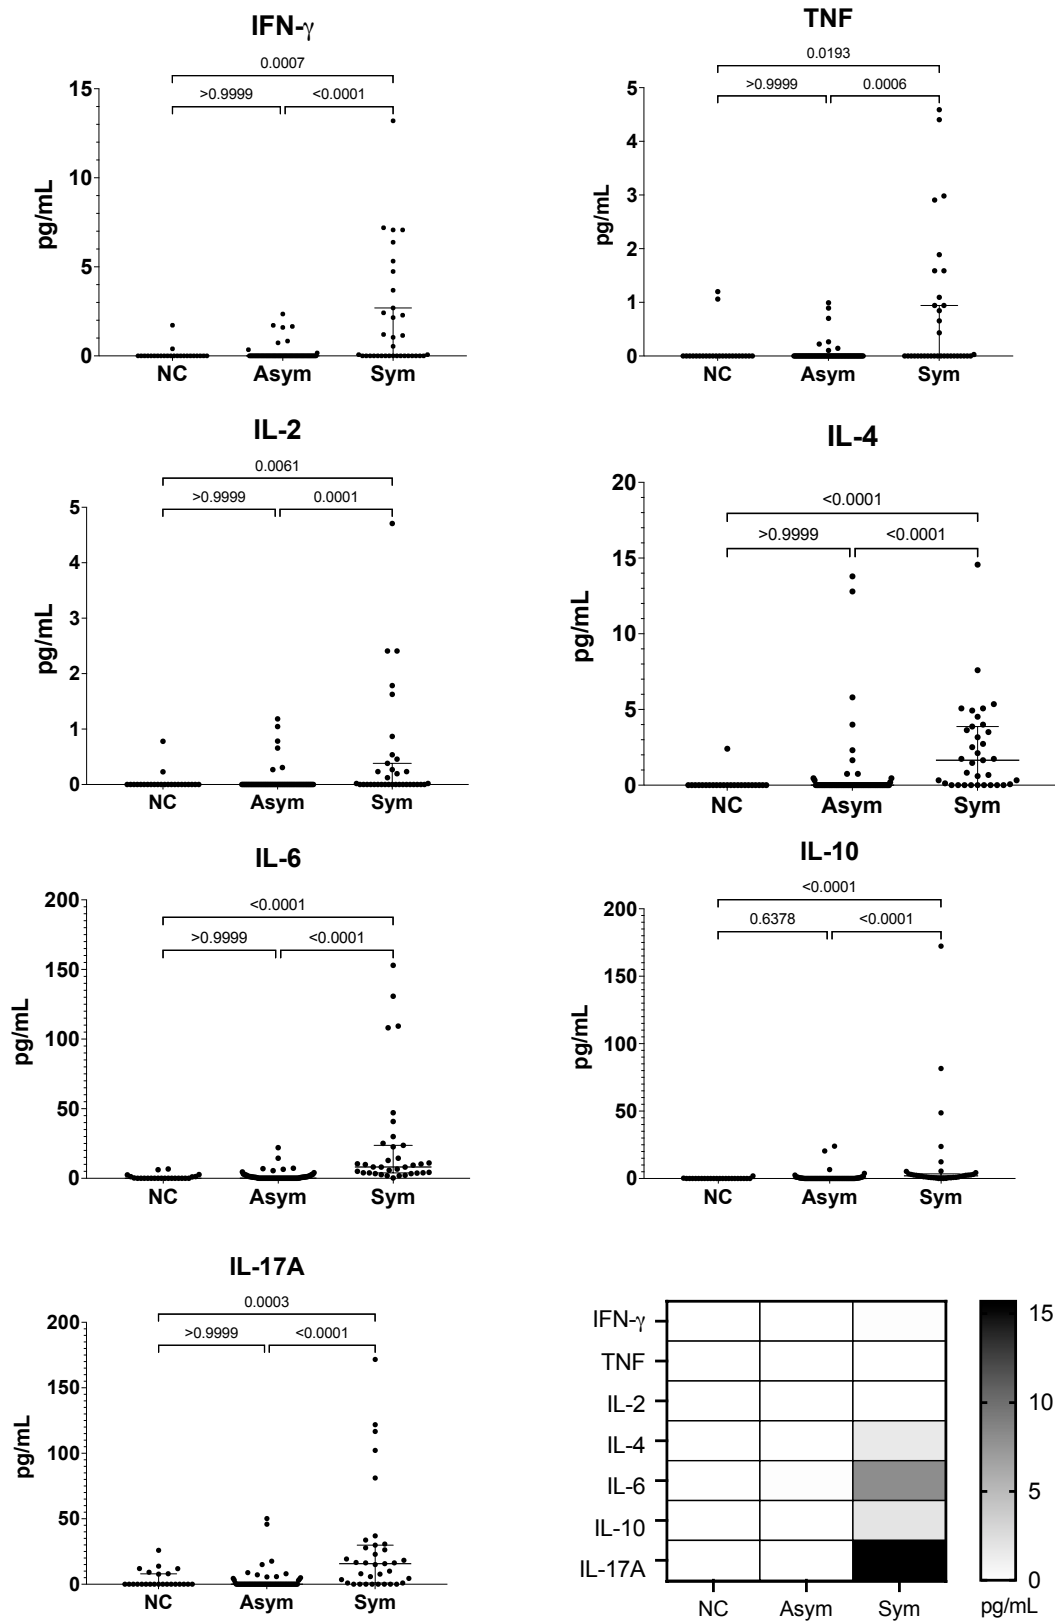 IFN-γ
0.0007
>0.9999 <0.0001
15
10
5
0
pg/mL
NC Asym Sym
TNF
0.0193
>0.9999 0.0006
5
4
3
2
1
0
pg/mL
NC Asym Sym
IL-2
0.0061
>0.9999 0.0001
5
4
3
2
1
0
pg/mL
NC Asym Sym
IL-4
<0.0001
>0.9999 <0.0001
20
15
10
5
0
pg/mL
NC Asym Sym
IL-6
<0.0001
>0.9999 <0.0001
200
150
100
50
0
pg/mL
NC Asym Sym
IL-10
<0.0001
0.6378 <0.0001
200
150
100
50
0
pg/mL
NC Asym Sym
IL-17A
0.0003
>0.9999 <0.0001
200
150
100
50
0
pg/mL
NC Asym Sym
IFN-γ
TNF
IL-2
IL-4
IL-6
IL-10
IL-17A
NC Asym Sym
15
10
5
0
pg/mL